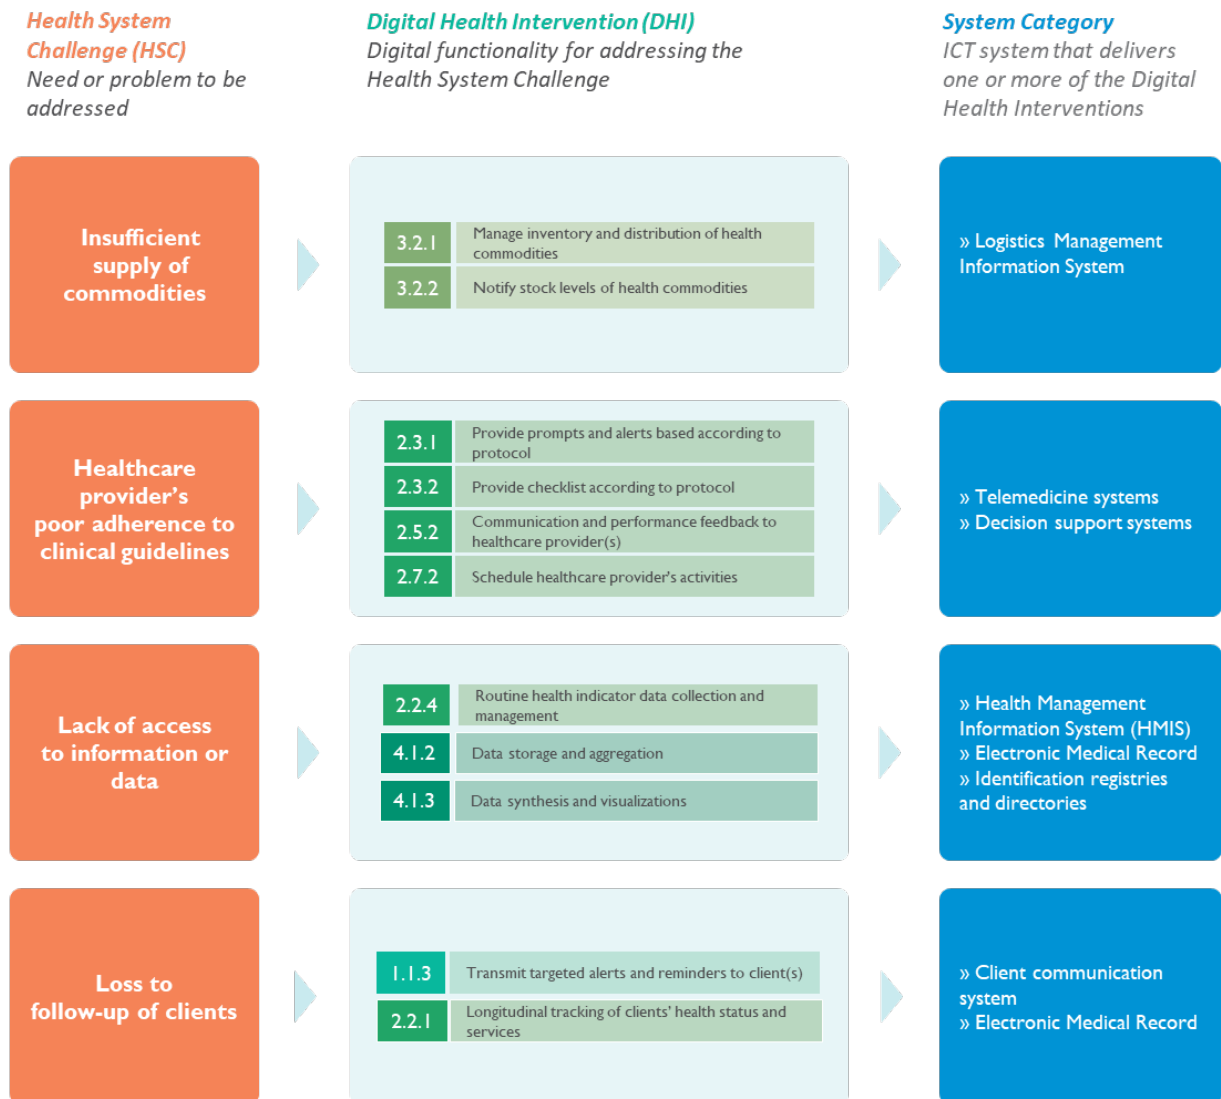 Health System
Challenge (HSC)
Need or problem to be
addressed
Digital Health Intervention (DHI)
Digital functionality for addressing the
Health System Challenge
System Category
ICT system that delivers
one or more of the Digital
Health Interventions
Insufficient
supply of
commodities
3.2.1
Manage inventory and distribution of health
commodities
3.2.2
Notify stock levels of health commodities
» Logistics Management
Information System
Healthcare
provider's
poor adherence to
clinical guidelines
2.3.1
Provide prompts and alerts based according to
protocol
2.3.2
Provide checklist according to protocol
2.5.2
Communication and performance feedback to
healthcare provider(s)
2.7.2
Schedule healthcare provider's activities
» Telemedicine systems
» Decision support systems
Lack of access
to information or
data
2.2.4
Routine health indicator data collection and
management
4.1.2
Data storage and aggregation
4.1.3
Data synthesis and visualizations
» Health Management
Information System (HMIS)
» Electronic Medical Record
» Identification registries
and directories
Loss to
follow-up of clients
1.1.3
Transmit targeted alerts and reminders to client(s)
2.2.1
Longitudinal tracking of clients' health status and
services
» Client communication
system
» Electronic Medical Record